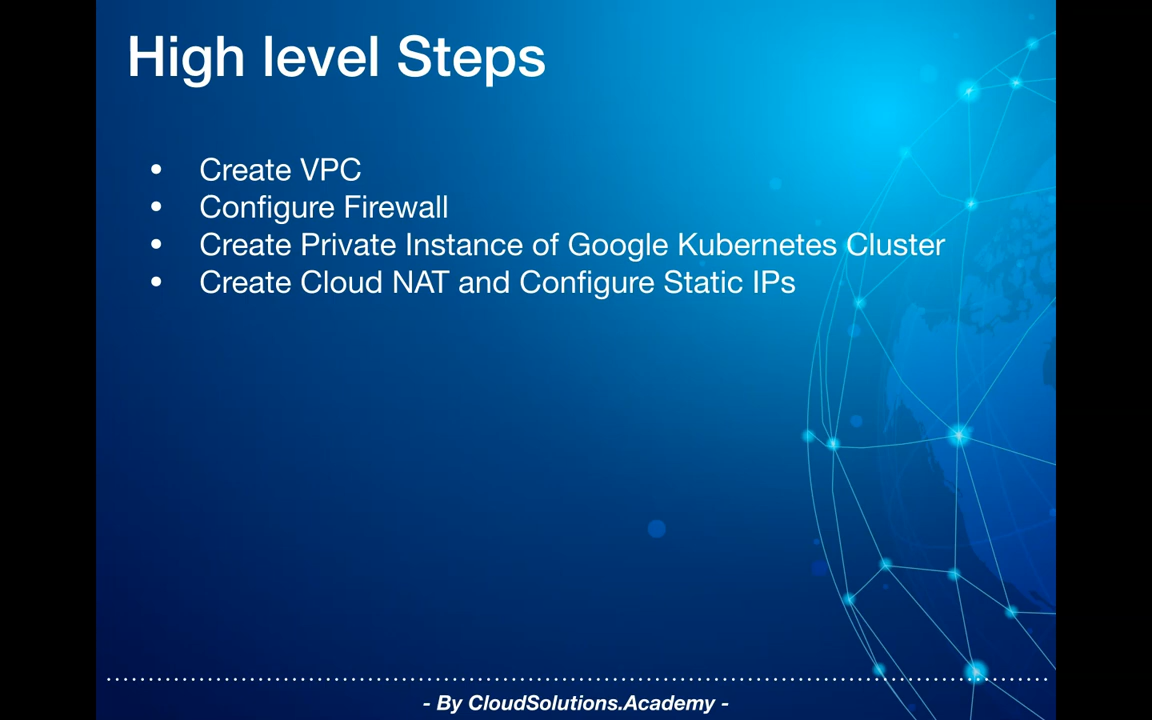 High level Steps
• Create VPC
• Configure Firewall
• Create Private Instance of Google Kubernetes Cluster
• Create Cloud NAT and Configure Static IPs
- By CloudSolutions.Academy -